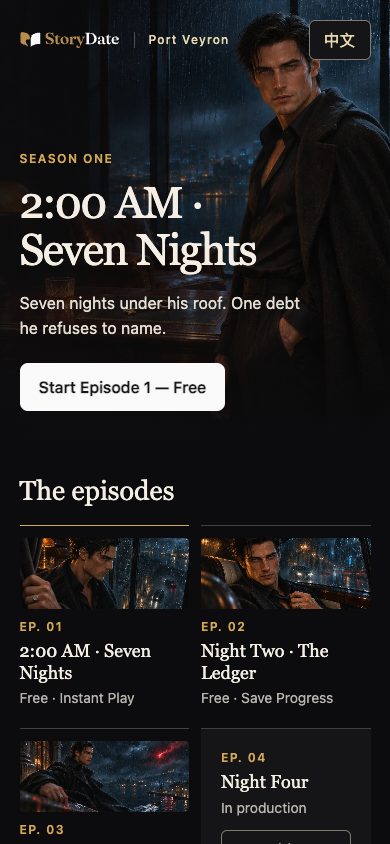 StoryDate | Port Veyron
中文
SEASON ONE
2:00 AM ·
Seven Nights
Seven nights under his roof. One debt
he refuses to name.
Start Episode 1 — Free
The episodes
EP. 01
2:00 AM · Seven
Nights
Free · Instant Play
EP. 02
Night Two · The
Ledger
Free · Save Progress
EP. 03
EP. 04
Night Four
In production